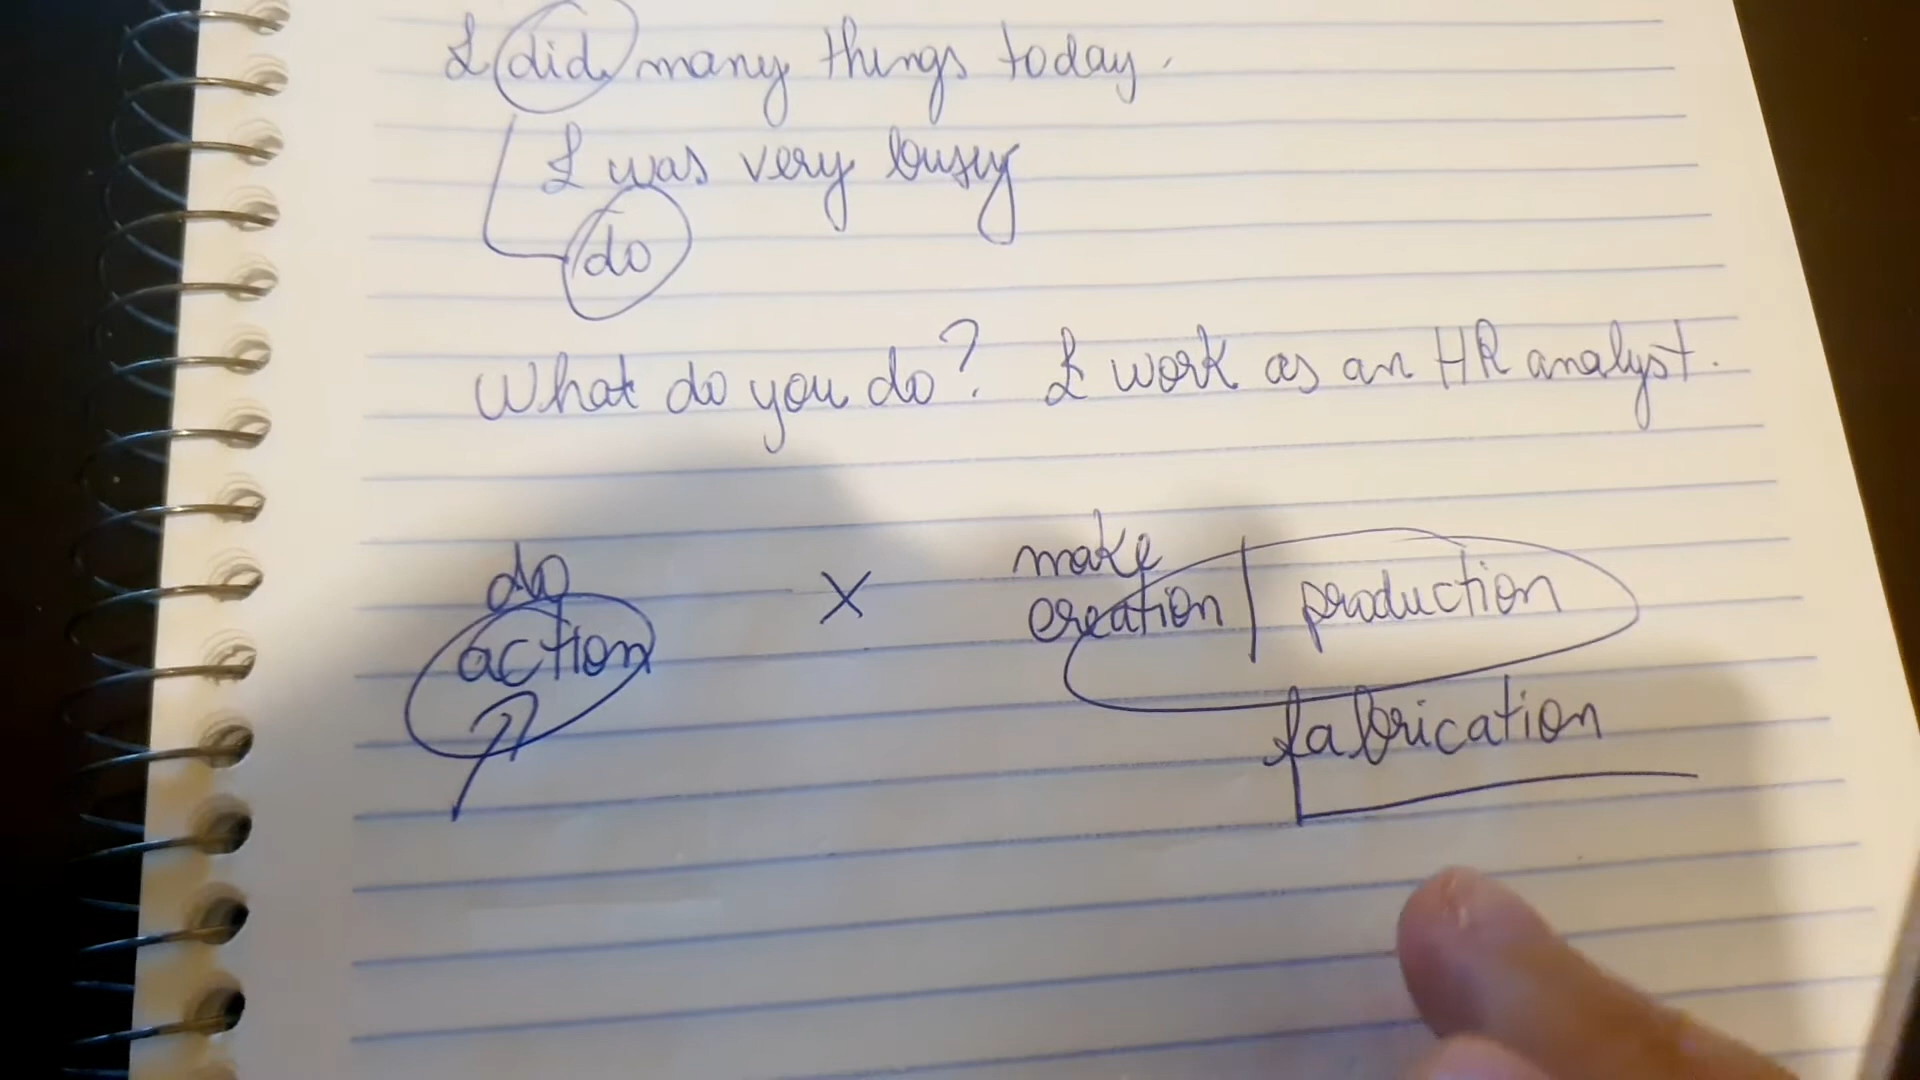 I did many things today.
I was very busy
do
What do you do? I work as an HR analyst.
do X make
action creation | production
fabrication